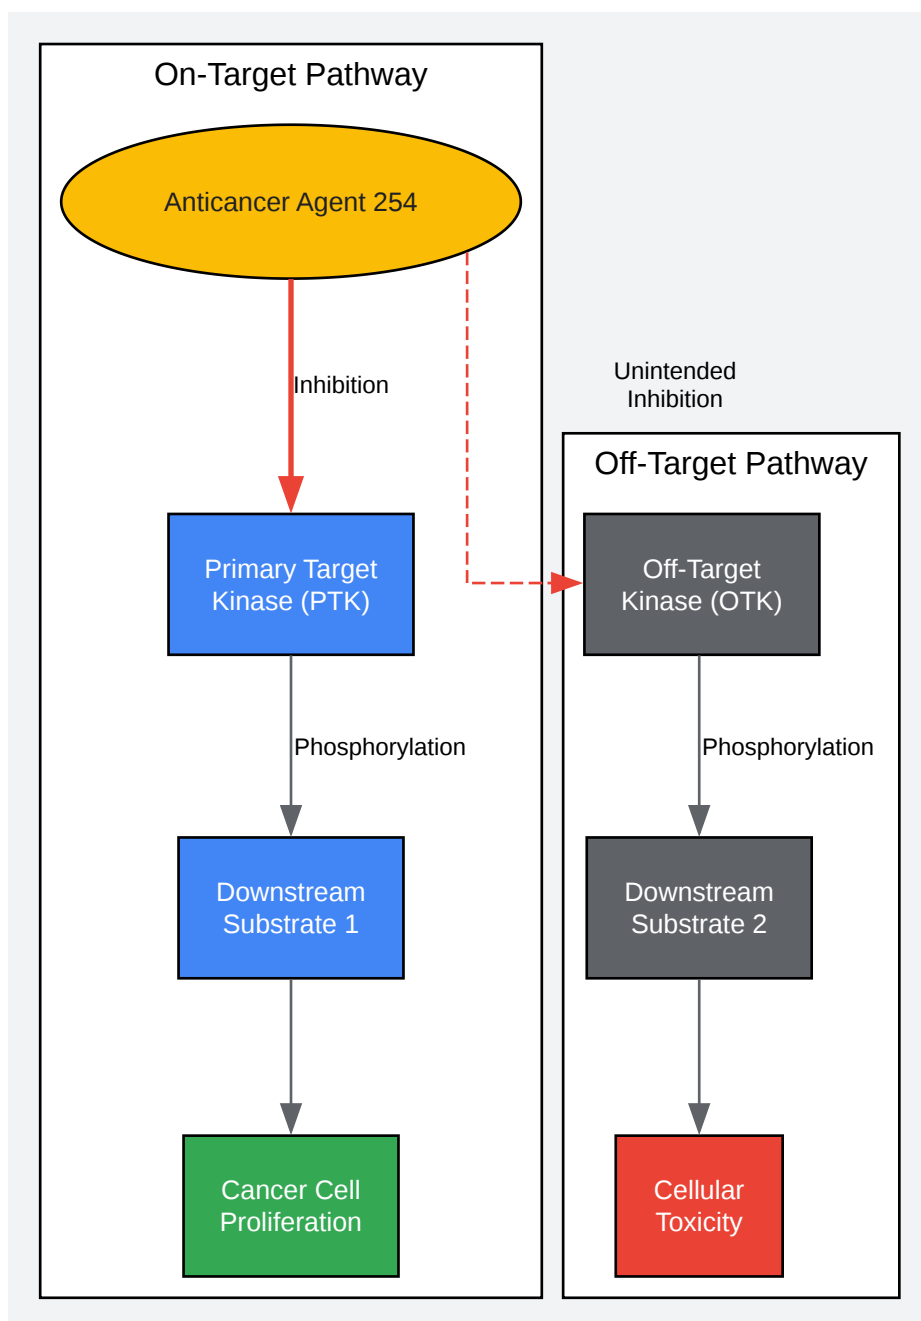 On-Target Pathway
Anticancer Agent 254
Inhibition
Unintended
Inhibition
Off-Target Pathway
Primary Target
Kinase (PTK)
Off-Target
Kinase (OTK)
Phosphorylation
Phosphorylation
Downstream
Substrate 1
Downstream
Substrate 2
Cancer Cell
Proliferation
Cellular
Toxicity